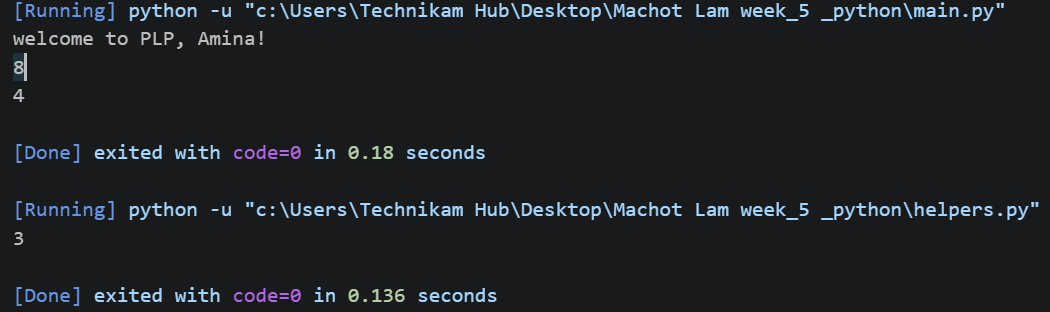 [Running] python -u "c:\Users\Technikam Hub\Desktop\Machot Lam week_5 _python\main.py"
welcome to PLP, Amina!
8
4
[Done] exited with code=0 in 0.18 seconds
[Running] python -u "c:\Users\Technikam Hub\Desktop\Machot Lam week_5 _python\helpers.py"
3
[Done] exited with code=0 in 0.136 seconds